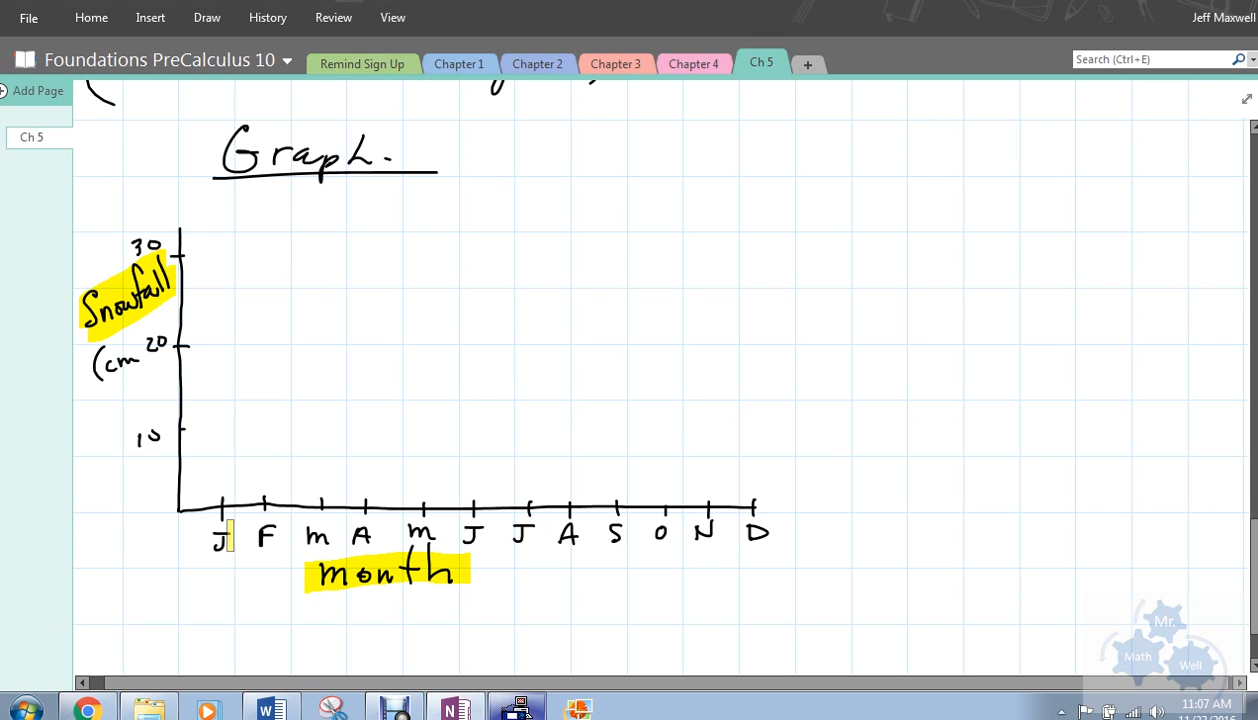 File Home Insert Draw History Review View Jeff Maxwell
Foundations PreCalculus 10 Remind Sign Up Chapter 1 Chapter 2 Chapter 3 Chapter 4 Ch 5 + Search (Ctrl+E)
Add Page
Ch 5
Graph.
30
Snowfall
20
(cm
10
J F m A m J J A S O N D
month
Mr.
Math
Well
11:07 AM